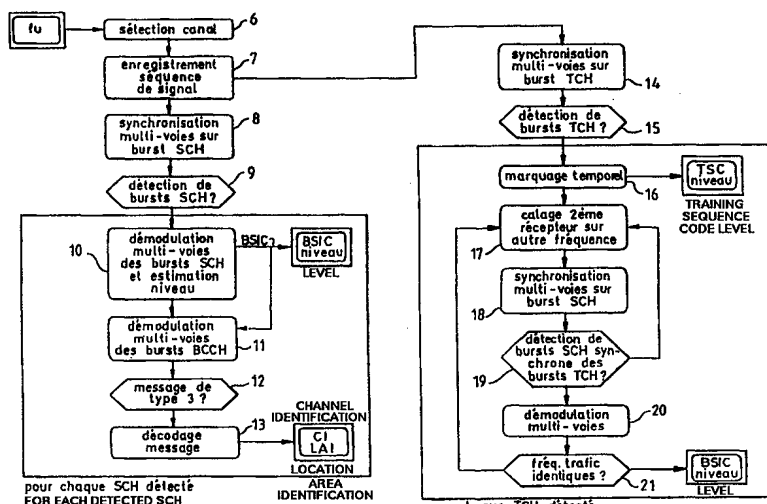 fu
sélection canal
6
enregistrement
séquence
de signal
7
synchronisation
multi-voies sur
burst SCH
8
détection de
bursts SCH?
9
démodulation
multi-voies
des bursts SCH
et estimation
niveau
10
BSIC
BSIC
niveau
LEVEL
démodulation
multi-voies
des bursts BCCH
11
message de
type 3 ?
12
décodage
message
13
CHANNEL
IDENTIFICATION
CI
LAI
LOCATION
AREA
IDENTIFICATION
pour chaque SCH détecté
FOR EACH DETECTED SCH
synchronisation
multi-voies sur
burst TCH
14
détection de
bursts TCH ?
15
marquage temporel
16
TSC
niveau
TRAINING
SEQUENCE
CODE LEVEL
calage 2ème
récepteur sur
autre fréquence
17
synchronisation
multi-voies sur
burst SCH
18
détection de
bursts SCH syn-
chrone des
bursts TCH ?
19
démodulation
multi-voies
20
fréq. trafic
identiques ?
21
BSIC
niveau
LEVEL